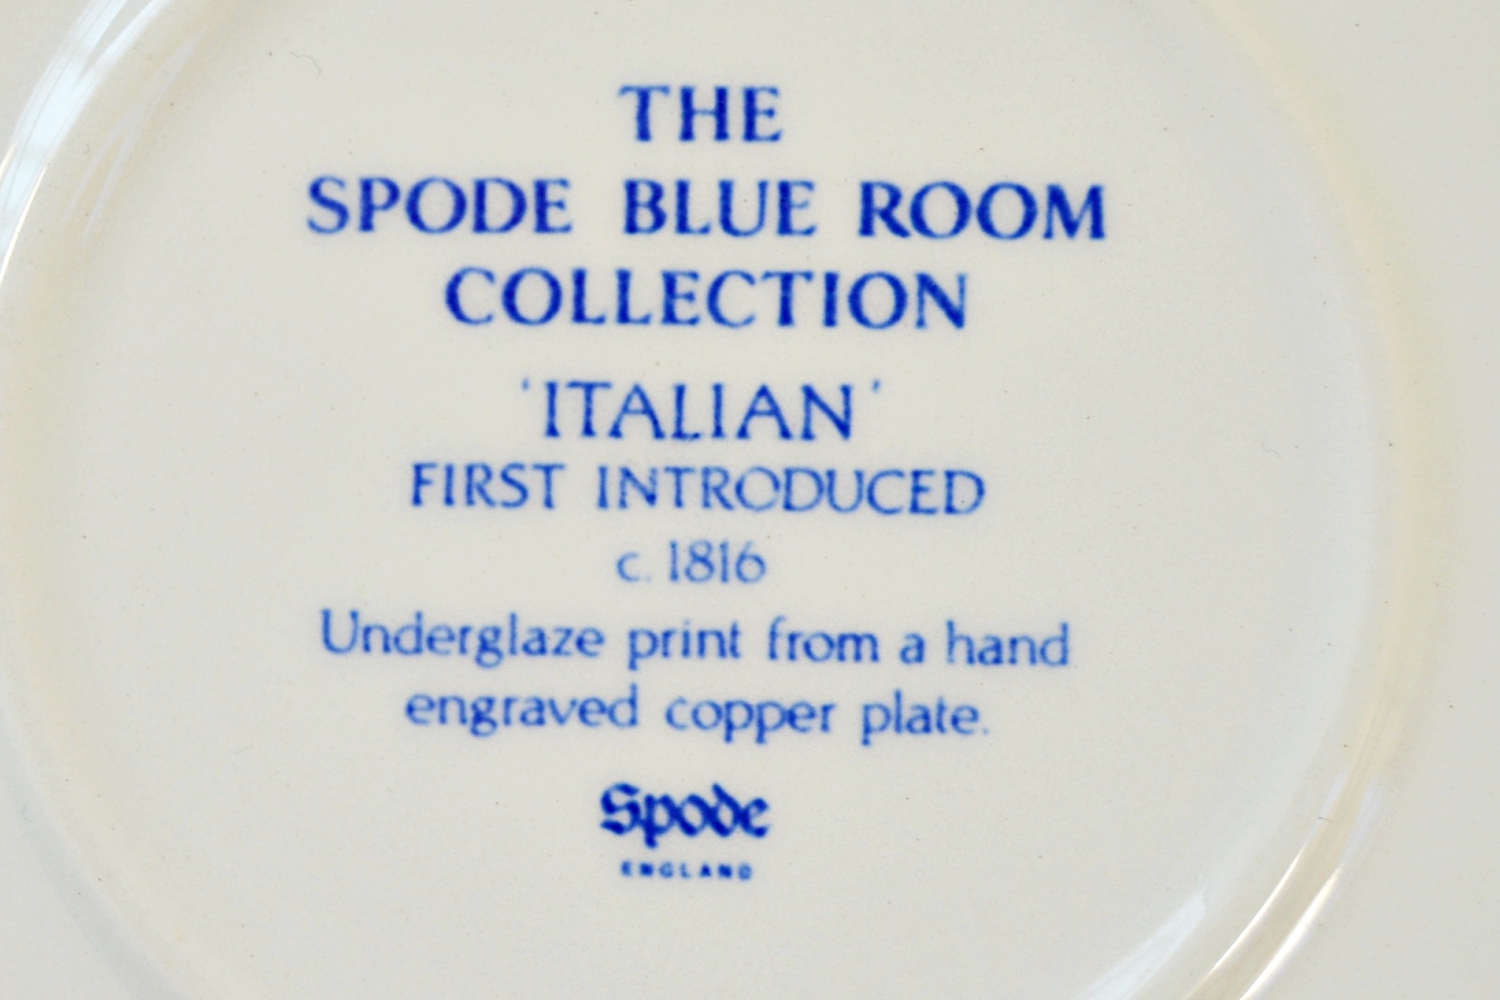 THE
SPODE BLUE ROOM
COLLECTION
'ITALIAN'
FIRST INTRODUCED
c. 1816
Underglaze print from a hand
engraved copper plate.
Spode
ENGLAND